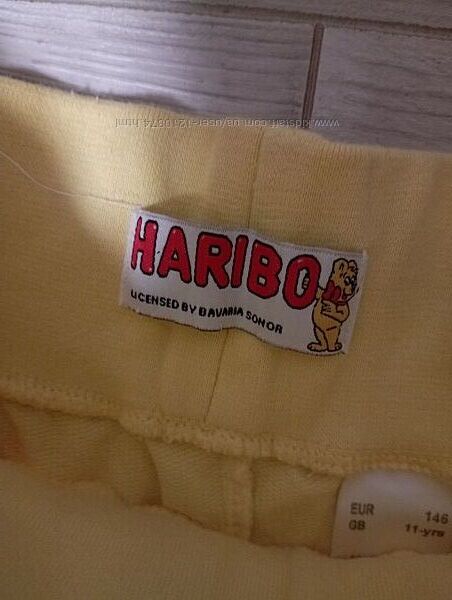 HARIBO
LICENSED BY BAVARIA SONOR
EUR 146
GB 11-yrs